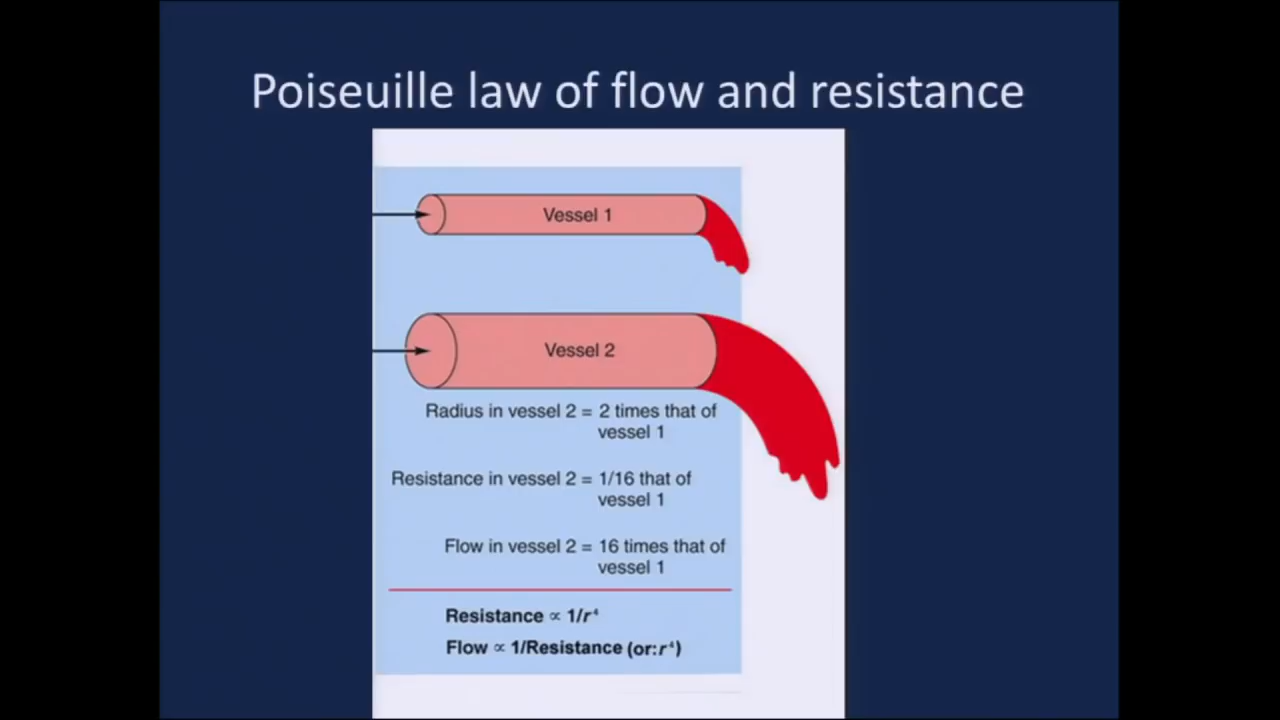 Poiseuille law of flow and resistance
Vessel 1
Vessel 2
Radius in vessel 2 = 2 times that of
vessel 1
Resistance in vessel 2 = 1/16 that of
vessel 1
Flow in vessel 2 = 16 times that of
vessel 1
Resistance ∝ 1/r⁴
Flow ∝ 1/Resistance (or:r⁴)